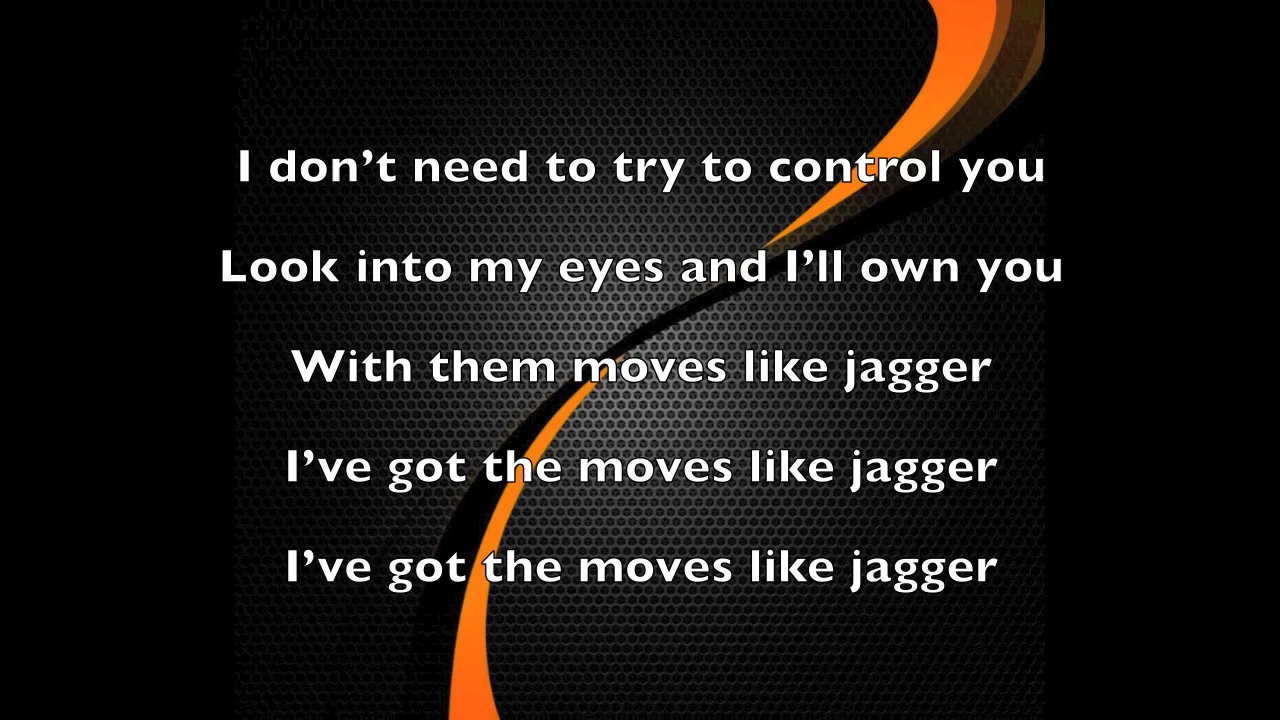 I don’t need to try to control you
Look into my eyes and I’ll own you
With them moves like jagger
I’ve got the moves like jagger
I’ve got the moves like jagger